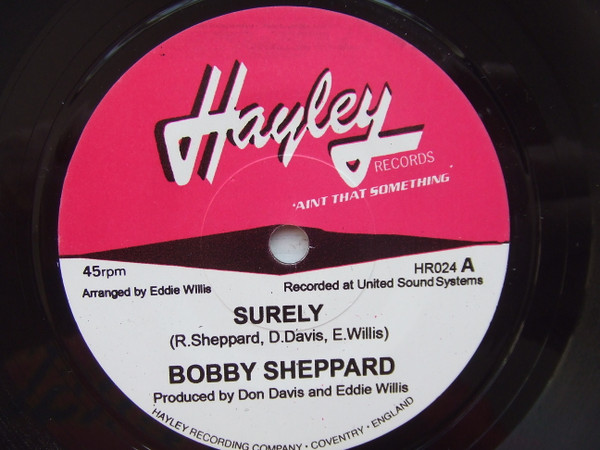 Hayley
RECORDS
'AINT THAT SOMETHING'
45rpm
HR024 A
Arranged by Eddie Willis
Recorded at United Sound Systems
SURELY
(R.Sheppard, D.Davis, E.Willis)
BOBBY SHEPPARD
Produced by Don Davis and Eddie Willis
HAYLEY RECORDING COMPANY · COVENTRY · ENGLAND